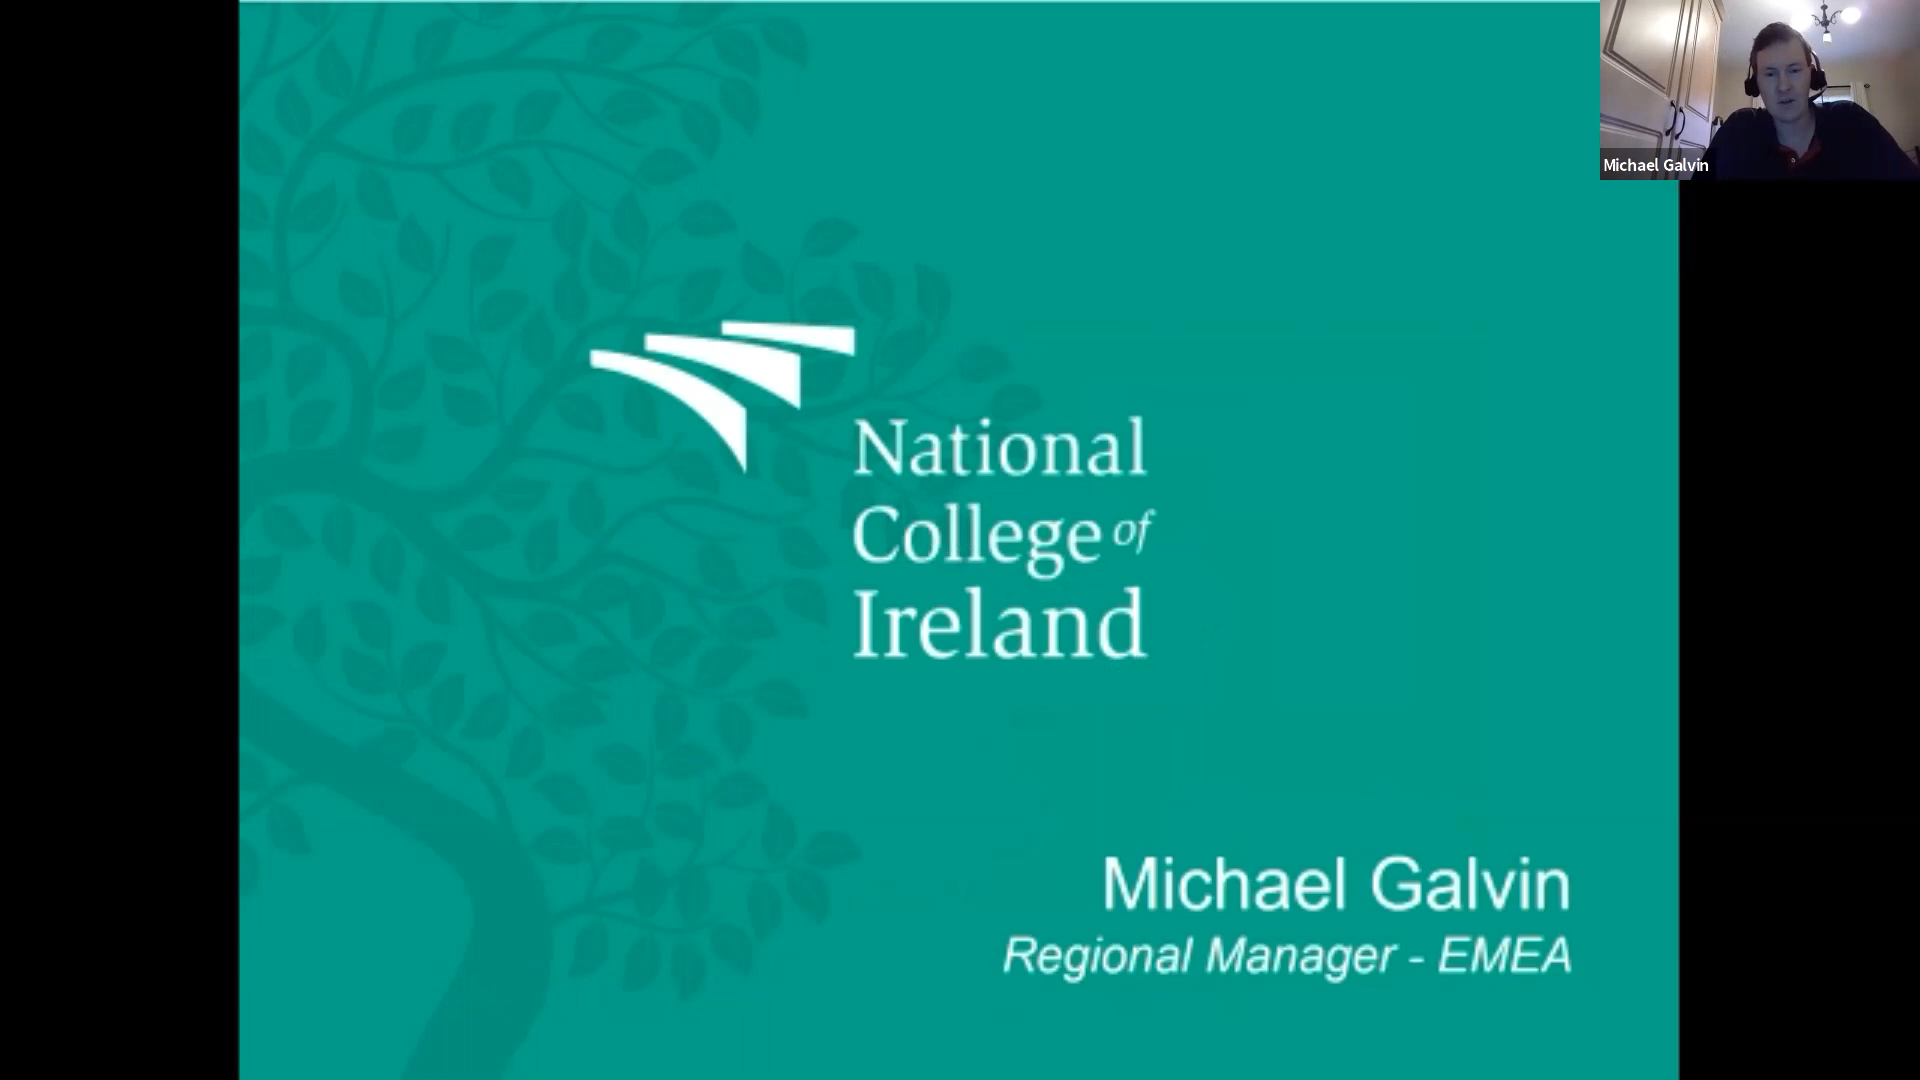 Michael Galvin
National
College of
Ireland
Michael Galvin
Regional Manager - EMEA